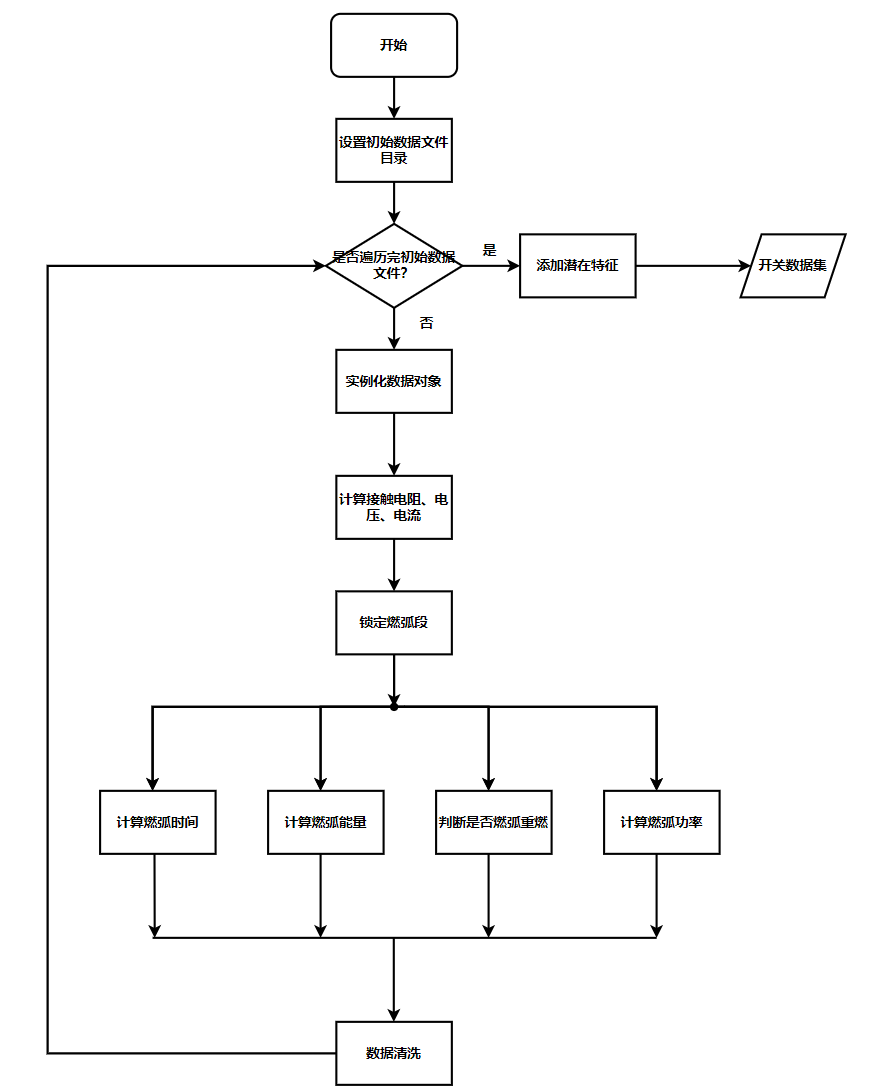 开始
设置初始数据文件
目录
是否遍历完初始数据
文件？
是
添加潜在特征
开关数据集
否
实例化数据对象
计算接触电阻、电
压、电流
锁定燃弧段
计算燃弧时间
计算燃弧能量
判断是否燃弧重燃
计算燃弧功率
数据清洗